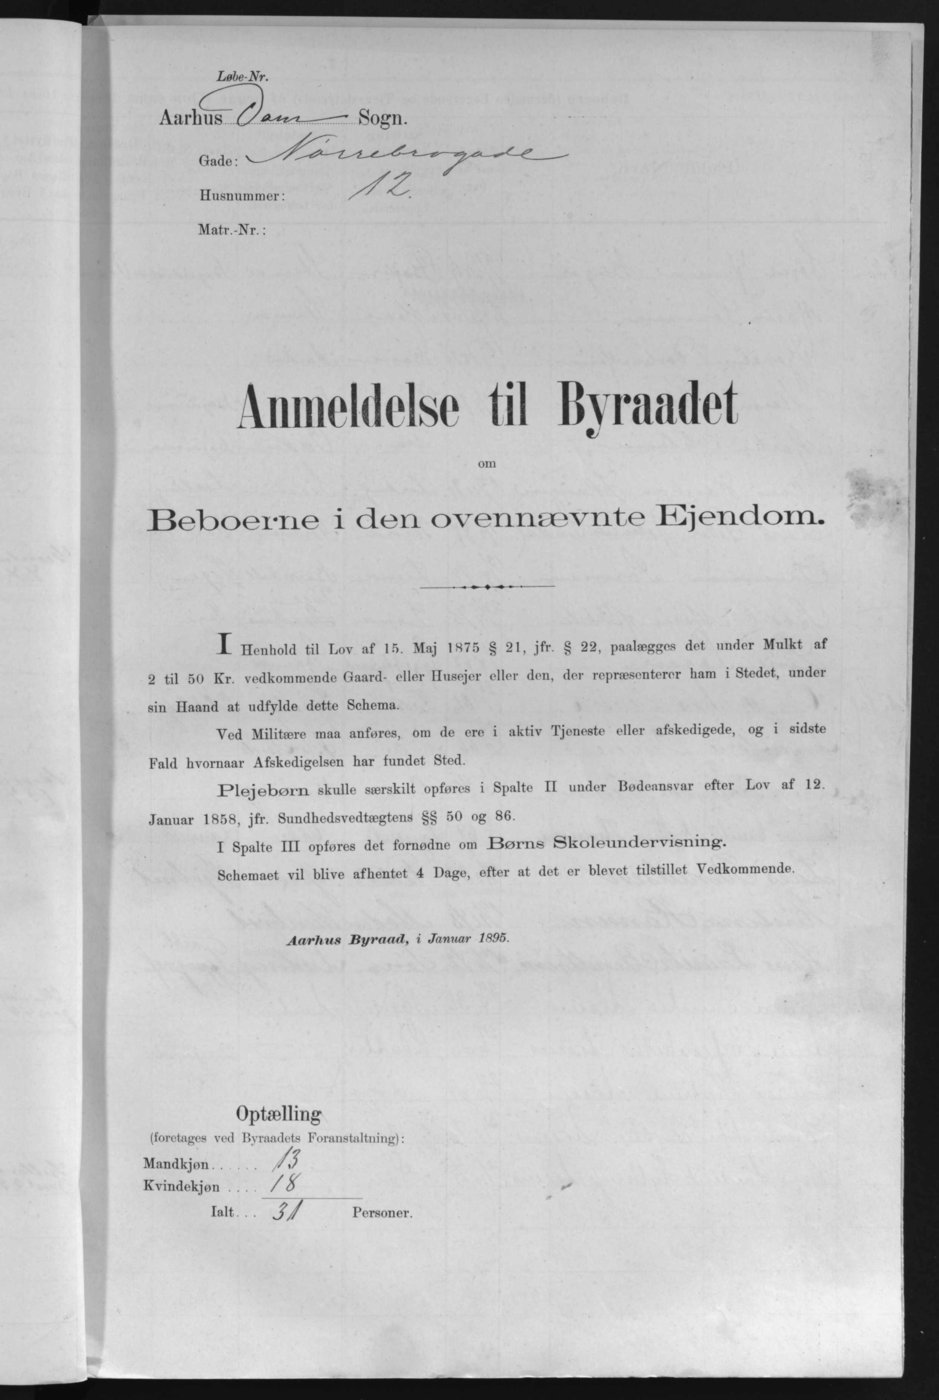 Løbe-Nr.
Aarhus Dom Sogn.
Gade: Nørrebrogade
Husnummer: 12.
Matr.-Nr.:
Anmeldelse til Byraadet
om
Beboerne i den ovennævnte Ejendom.
I Henhold til Lov af 15. Maj 1875 § 21, jfr. § 22, paalægges det under Mulkt af
2 til 50 Kr. vedkommende Gaard- eller Husejer eller den, der repræsenterer ham i Stedet, under
sin Haand at udfylde dette Schema.
Ved Militære maa anføres, om de ere i aktiv Tjeneste eller afskedigede, og i sidste
Fald hvornaar Afskedigelsen har fundet Sted.
Plejebørn skulle særskilt opføres i Spalte II under Bødeansvar efter Lov af 12.
Januar 1858, jfr. Sundhedsvedtægtens §§ 50 og 86.
I Spalte III opføres det fornødne om Børns Skoleundervisning.
Schemaet vil blive afhentet 4 Dage, efter at det er blevet tilstillet Vedkommende.
Aarhus Byraad, i Januar 1895.
Optælling
(foretages ved Byraadets Foranstaltning):
Mandkjøn...... 13
Kvindekjøn .... 18
Ialt... 31 Personer.